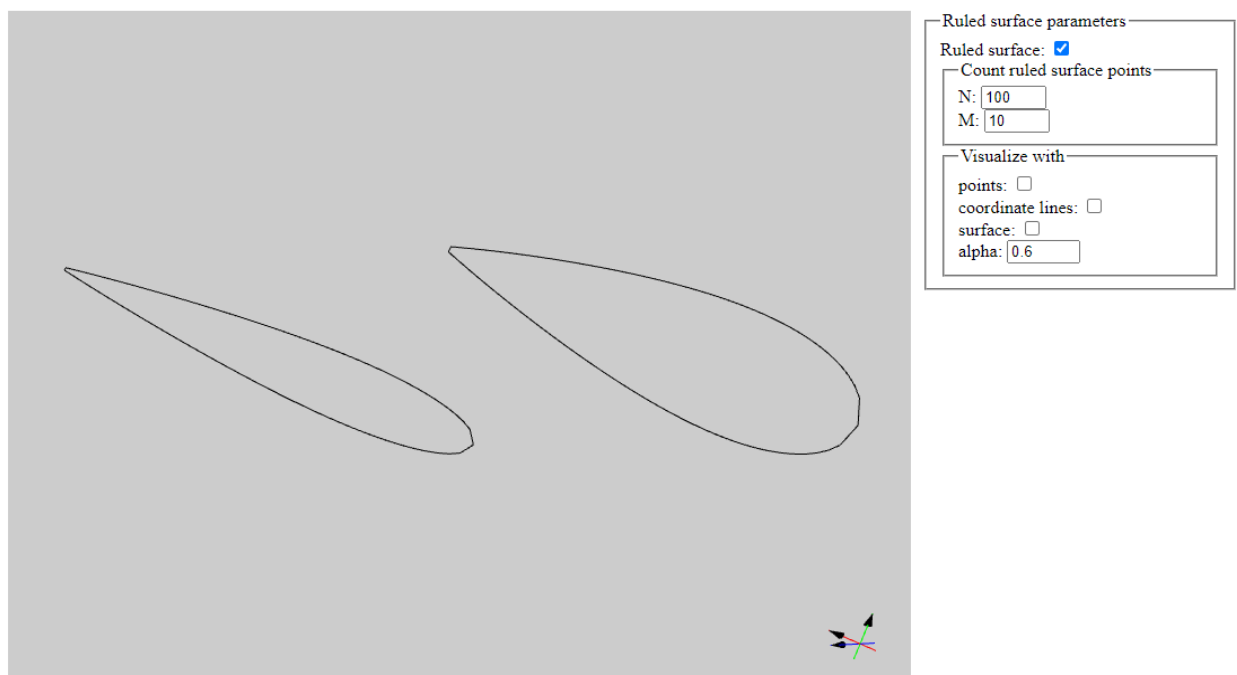 Ruled surface parameters
Ruled surface:
Count ruled surface points
N: 100
M: 10
Visualize with
points:
coordinate lines:
surface:
alpha: 0.6